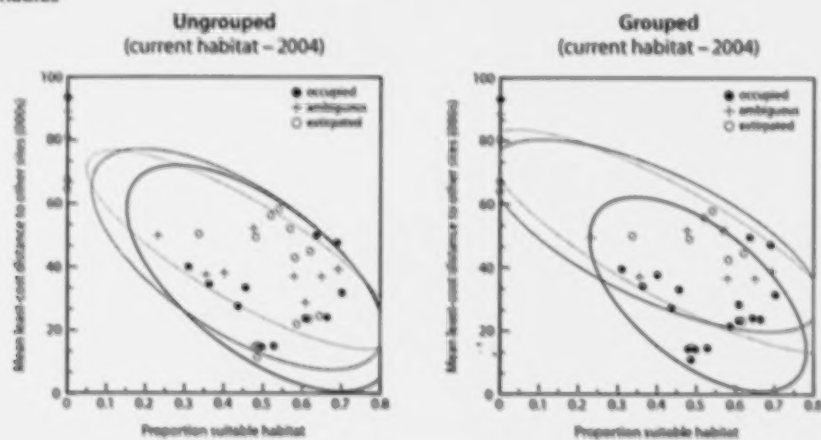 Ungrouped
(current habitat – 2004)
Mean least-cost distance to other sites (000s)
100
80
60
40
20
0
occupied
ambiguous
extirpated
0 0.1 0.2 0.3 0.4 0.5 0.6 0.7 0.8
Proportion suitable habitat
Grouped
(current habitat – 2004)
Mean least-cost distance to other sites (000s)
100
80
60
40
20
0
occupied
ambiguous
extirpated
0 0.1 0.2 0.3 0.4 0.5 0.6 0.7 0.8
Proportion suitable habitat